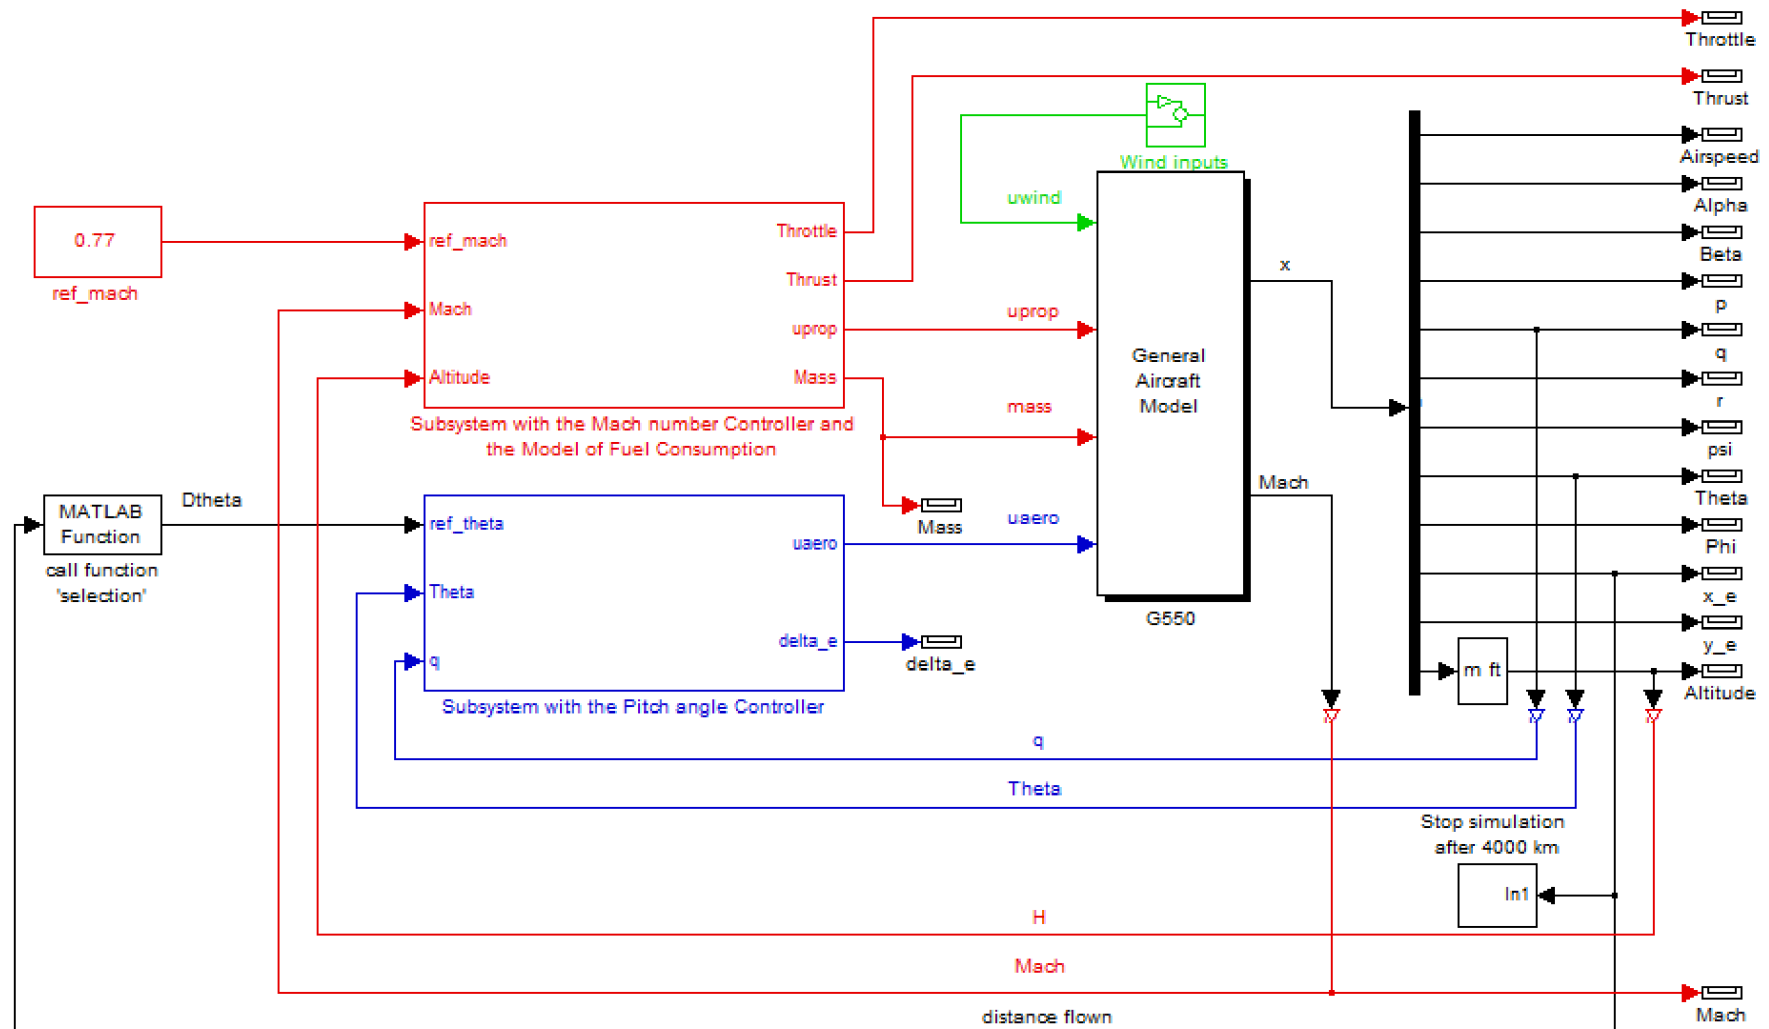 Throttle
Thrust
Wind inputs
Airspeed
Alpha
Beta
p
q
r
psi
Theta
Phi
x_e
y_e
Altitude
0.77
ref_mach
ref_mach
Mach
Altitude
Throttle
Thrust
uprop
Mass
Subsystem with the Mach number Controller and
the Model of Fuel Consumption
uwind
uprop
mass
uaero
General
Aircraft
Model
G550
x
Mach
MATLAB
Function
call function
'selection'
Dtheta
ref_theta
Theta
q
uaero
delta_e
Subsystem with the Pitch angle Controller
Mass
delta_e
m ft
q
Theta
Stop simulation
after 4000 km
In1
H
Mach
Mach
distance flown